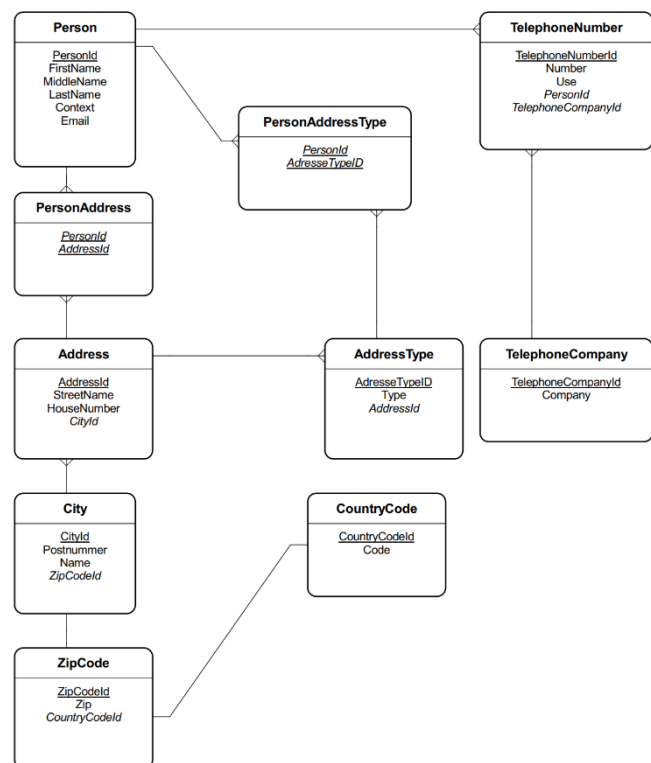 Person
PersonId
FirstName
MiddleName
LastName
Context
Email
TelephoneNumber
TelephoneNumberId
Number
Use
PersonId
TelephoneCompanyId
PersonAddressType
PersonId
AdresseTypeID
PersonAddress
PersonId
AddressId
Address
AddressId
StreetName
HouseNumber
CityId
AddressType
AdresseTypeID
Type
AddressId
TelephoneCompany
TelephoneCompanyId
Company
City
CityId
Postnummer
Name
ZipCodeId
CountryCode
CountryCodeId
Code
ZipCode
ZipCodeId
Zip
CountryCodeId